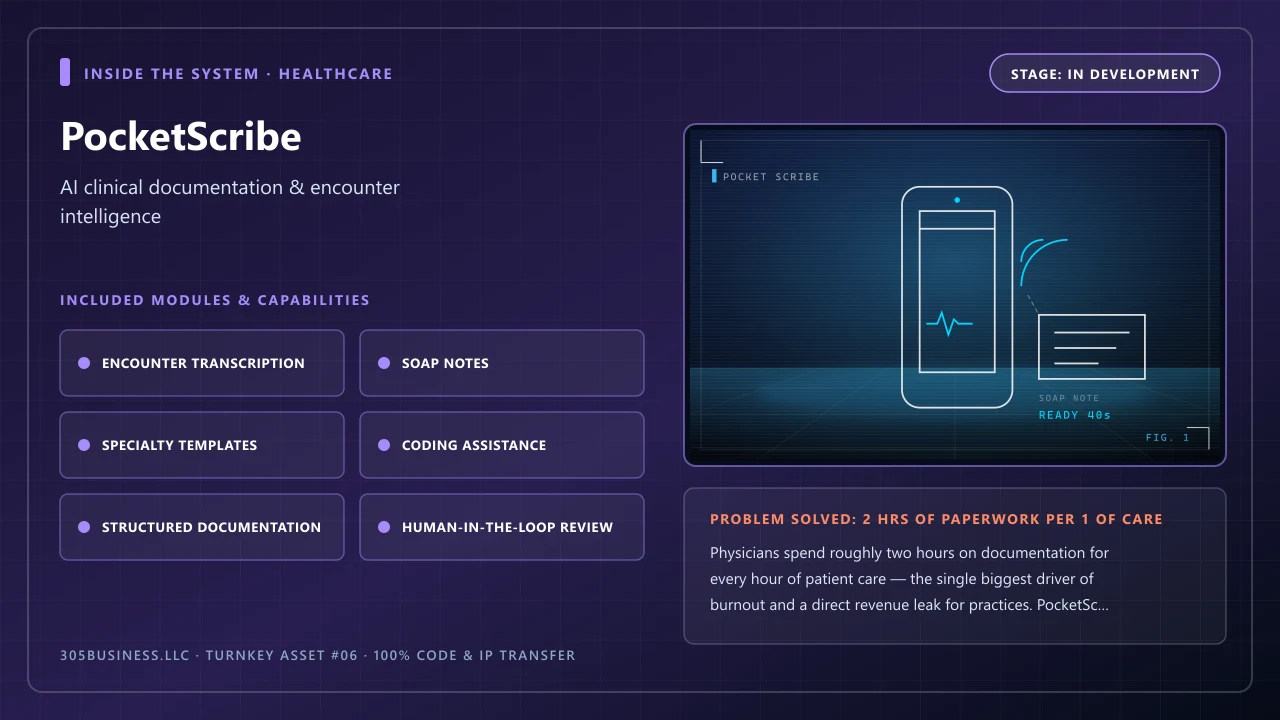 INSIDE THE SYSTEM · HEALTHCARE
STAGE: IN DEVELOPMENT
PocketScribe
AI clinical documentation & encounter
intelligence
INCLUDED MODULES & CAPABILITIES
ENCOUNTER TRANSCRIPTION
SOAP NOTES
SPECIALTY TEMPLATES
CODING ASSISTANCE
STRUCTURED DOCUMENTATION
HUMAN-IN-THE-LOOP REVIEW
POCKET SCRIBE
SOAP NOTE
READY 40s
FIG. 1
PROBLEM SOLVED: 2 HRS OF PAPERWORK PER 1 OF CARE
Physicians spend roughly two hours on documentation for
every hour of patient care — the single biggest driver of
burnout and a direct revenue leak for practices. PocketSc...
305BUSINESS.LLC · TURNKEY ASSET #06 · 100% CODE & IP TRANSFER